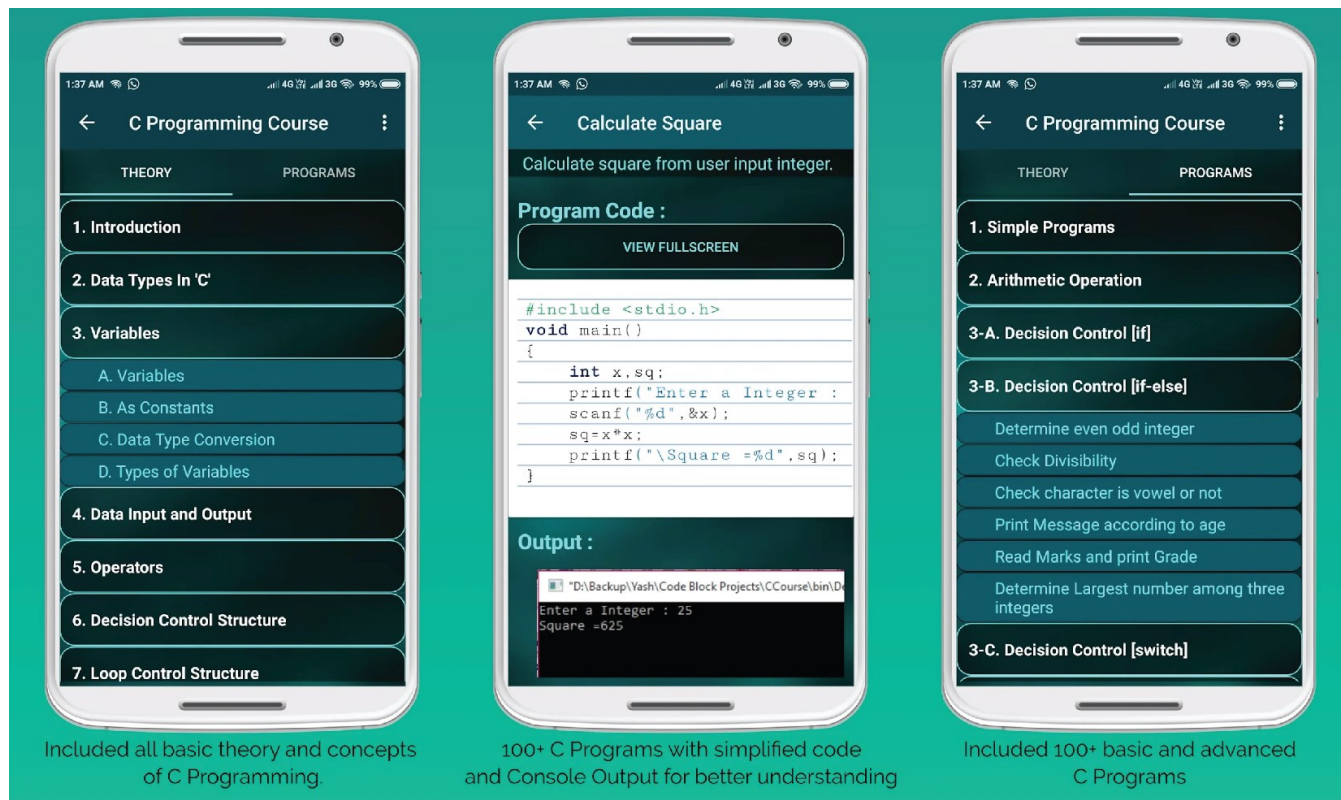 1:37 AM 4G 3G 99%
C Programming Course
THEORY PROGRAMS
1. Introduction
2. Data Types In 'C'
3. Variables
A. Variables
B. As Constants
C. Data Type Conversion
D. Types of Variables
4. Data Input and Output
5. Operators
6. Decision Control Structure
7. Loop Control Structure
Included all basic theory and concepts
of C Programming.
1:37 AM 4G 3G 99%
Calculate Square
Calculate square from user input integer.
Program Code :
VIEW FULLSCREEN
#include <stdio.h>
void main()
{
int x,sq;
printf("Enter a Integer :
scanf("%d",&x);
sq=x*x;
printf("\Square =%d",sq);
}
Output :
"D:\Backup\Yash\Code Block Projects\CCourse\bin\De
Enter a Integer : 25
Square =625
100+ C Programs with simplified code
and Console Output for better understanding
1:37 AM 4G 3G 99%
C Programming Course
THEORY PROGRAMS
1. Simple Programs
2. Arithmetic Operation
3-A. Decision Control [if]
3-B. Decision Control [if-else]
Determine even odd integer
Check Divisibility
Check character is vowel or not
Print Message according to age
Read Marks and print Grade
Determine Largest number among three
integers
3-C. Decision Control [switch]
Included 100+ basic and advanced
C Programs